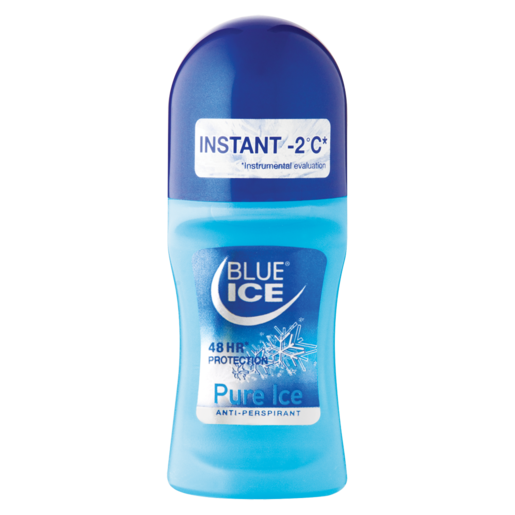 INSTANT -2°C*
*Instrumental evaluation
BLUE®
ICE
48 HR*
PROTECTION
Pure Ice
ANTI-PERSPIRANT